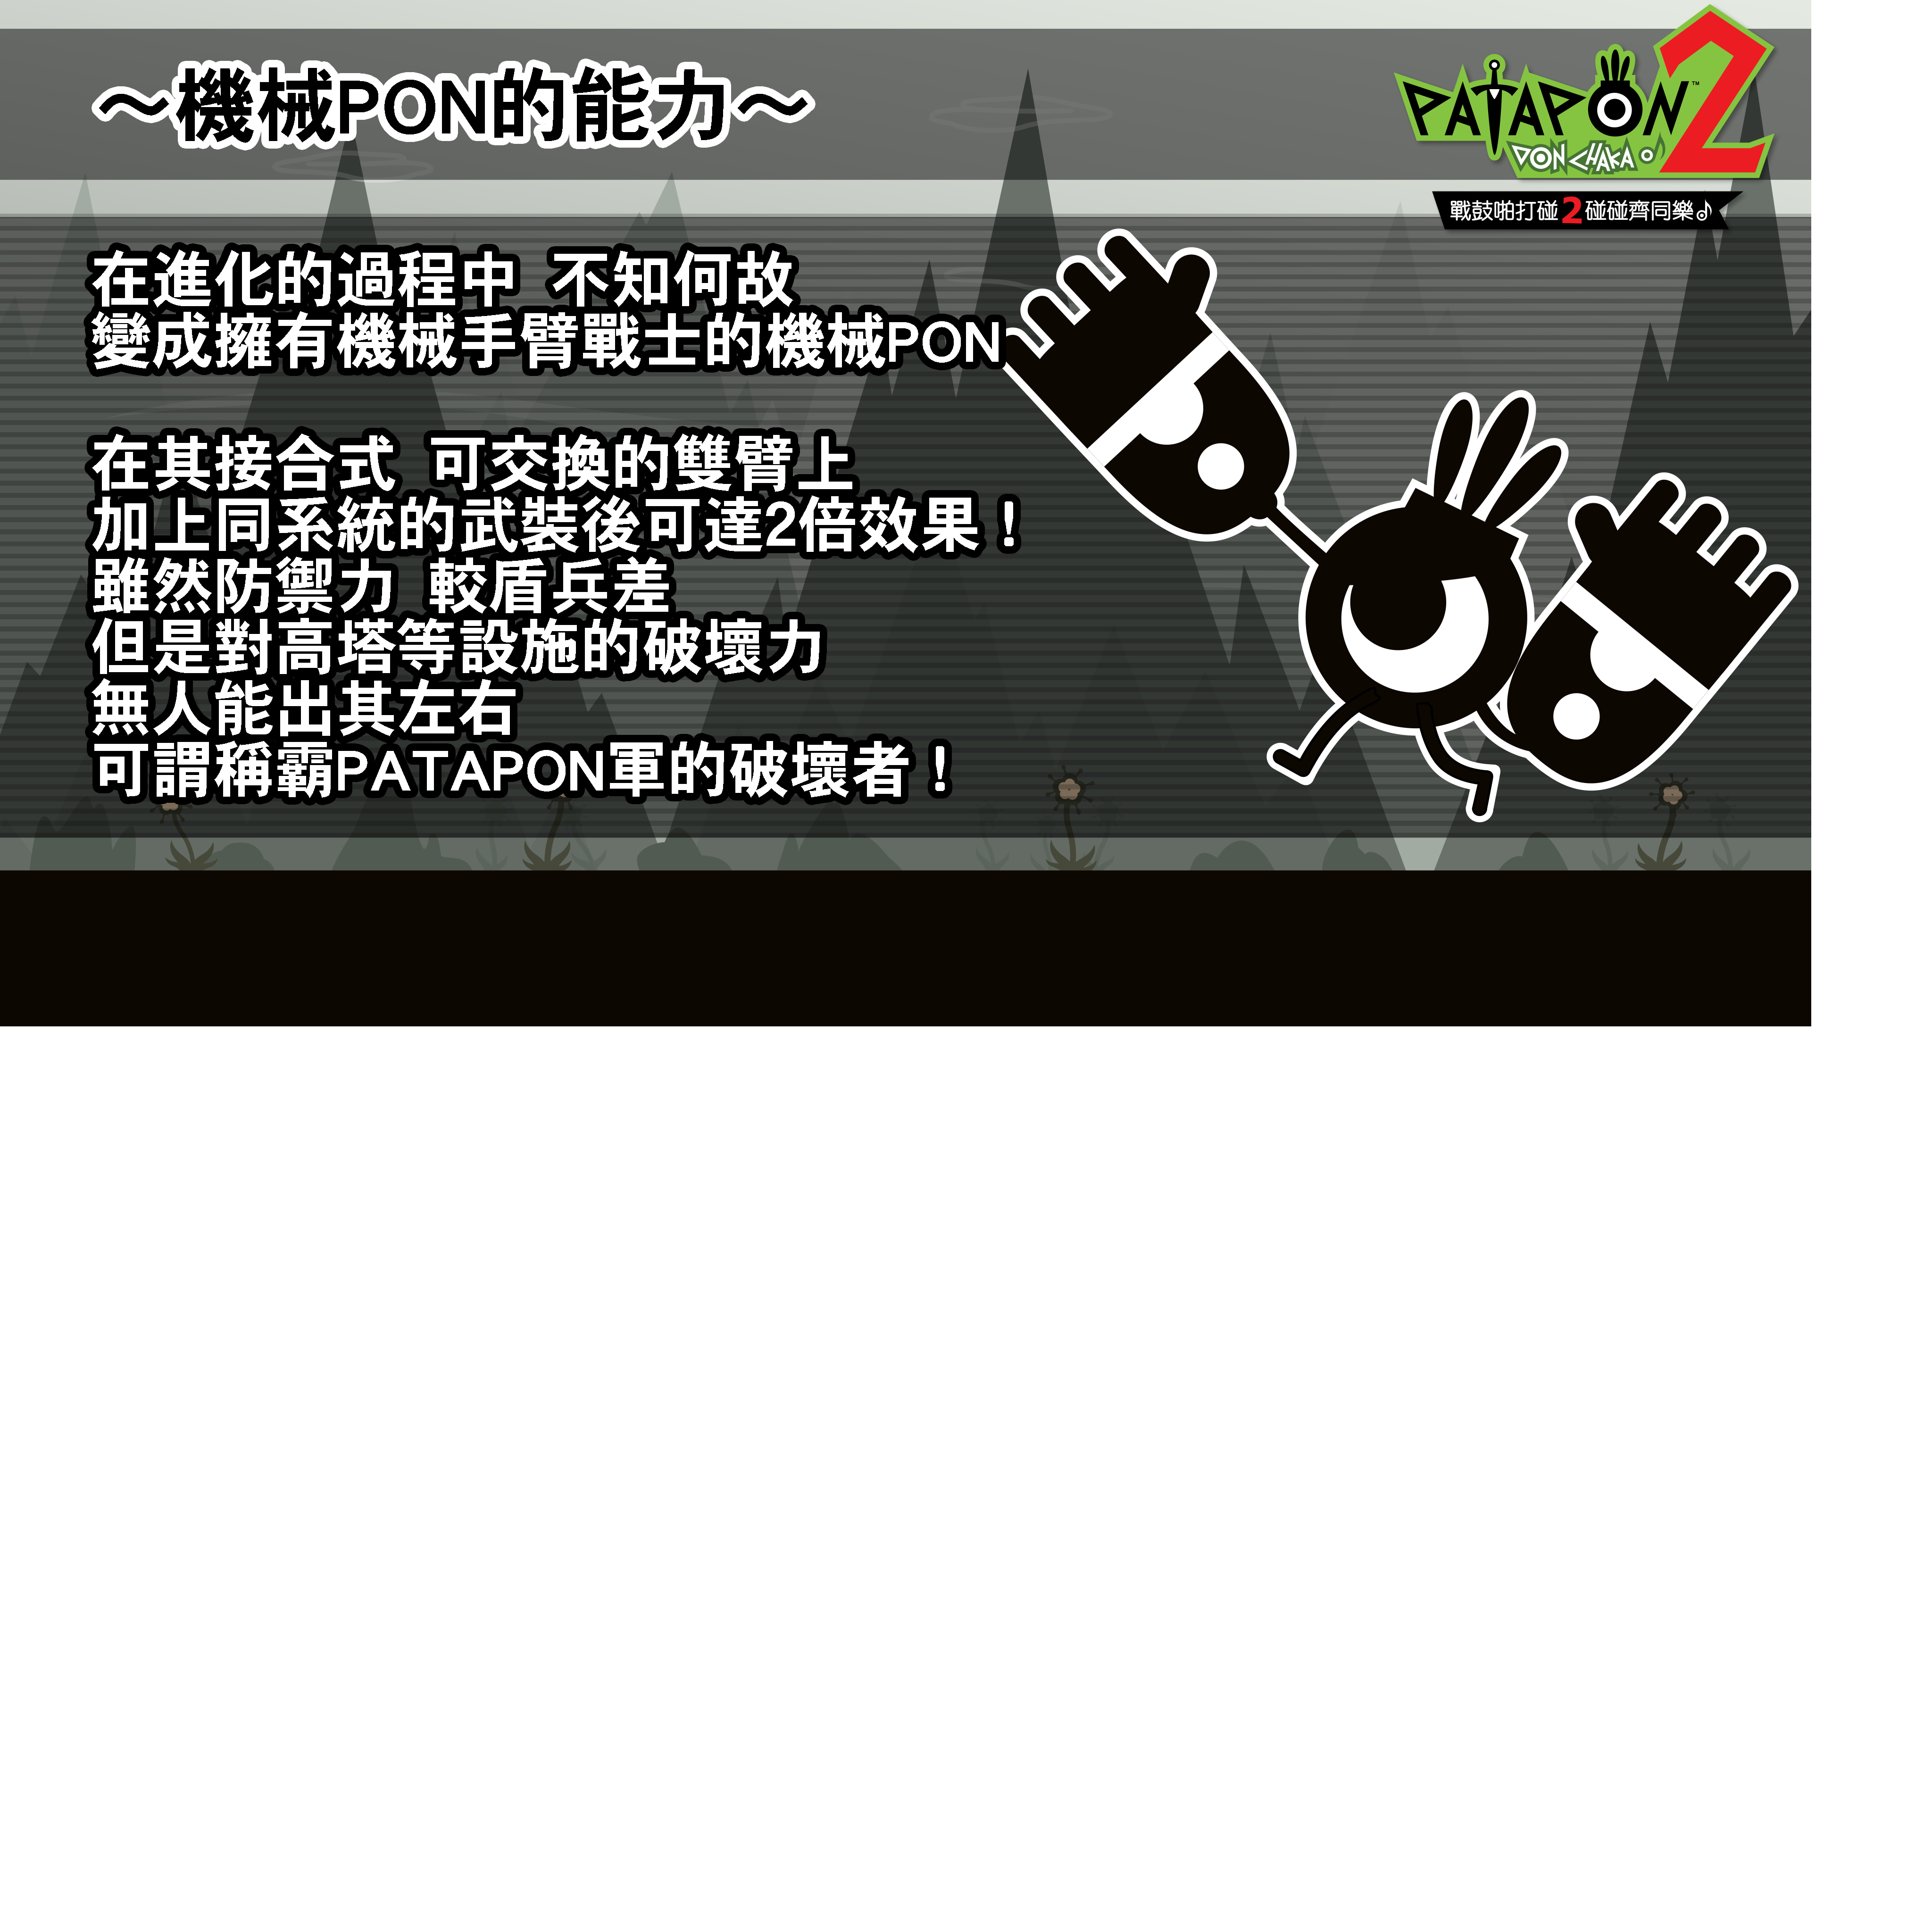 ～機械PON的能力～
PATAPON™2
DON CHAKA♪
戰鼓啪打碰2碰碰齊同樂♪
在進化的過程中 不知何故
變成擁有機械手臂戰士的機械PON
在其接合式 可交換的雙臂上
加上同系統的武裝後可達2倍效果！
雖然防禦力 較盾兵差
但是對高塔等設施的破壞力
無人能出其左右
可謂稱霸PATAPON軍的破壞者！